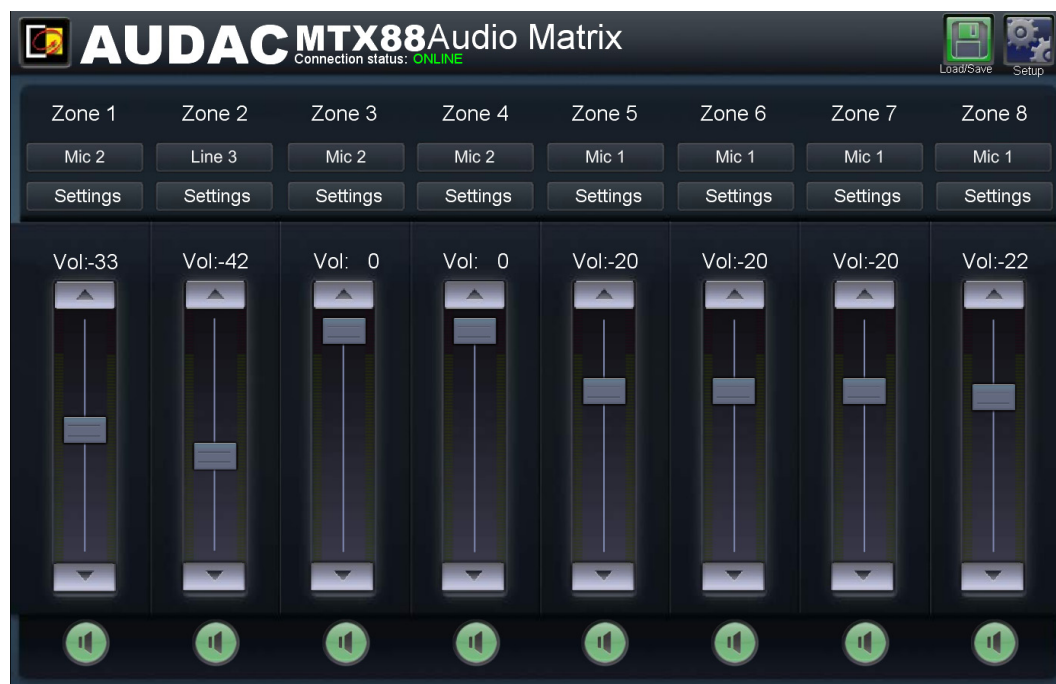 AUDAC MTX88 Audio Matrix
Connection status: ONLINE
Load/Save Setup
Zone 1 Zone 2 Zone 3 Zone 4 Zone 5 Zone 6 Zone 7 Zone 8
Mic 2 Line 3 Mic 2 Mic 2 Mic 1 Mic 1 Mic 1 Mic 1
Settings Settings Settings Settings Settings Settings Settings Settings
Vol:-33 Vol:-42 Vol: 0 Vol: 0 Vol:-20 Vol:-20 Vol:-20 Vol:-22